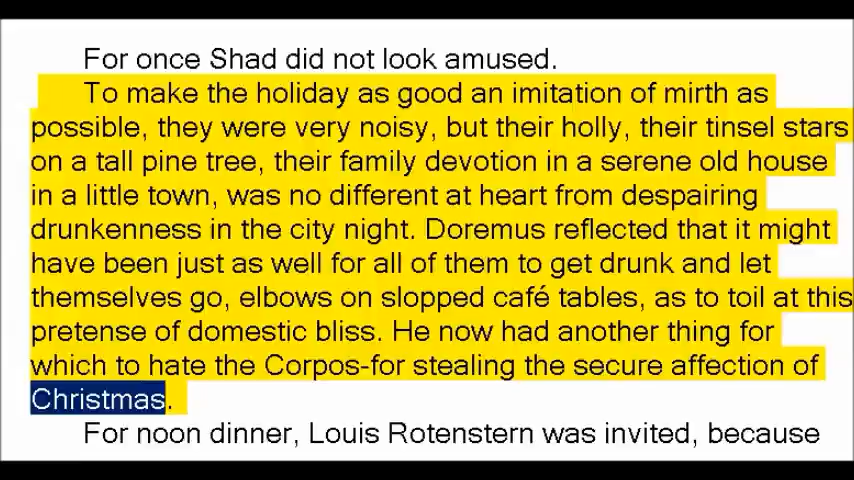 For once Shad did not look amused.
To make the holiday as good an imitation of mirth as
possible, they were very noisy, but their holly, their tinsel stars
on a tall pine tree, their family devotion in a serene old house
in a little town, was no different at heart from despairing
drunkenness in the city night. Doremus reflected that it might
have been just as well for all of them to get drunk and let
themselves go, elbows on slopped café tables, as to toil at this
pretense of domestic bliss. He now had another thing for
which to hate the Corpos-for stealing the secure affection of
Christmas.
For noon dinner, Louis Rotenstern was invited, because